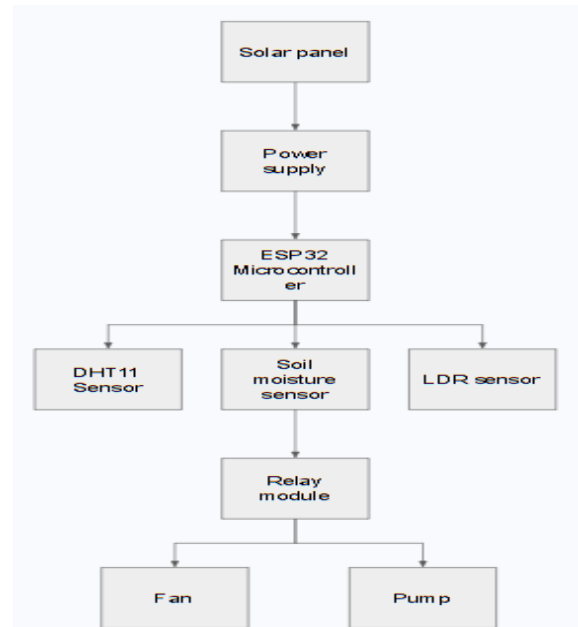 Solar panel
Power
supply
ESP32
Microcontroll
er
DHT11
Sensor
Soil
moisture
sensor
LDR sensor
Relay
module
Fan
Pump